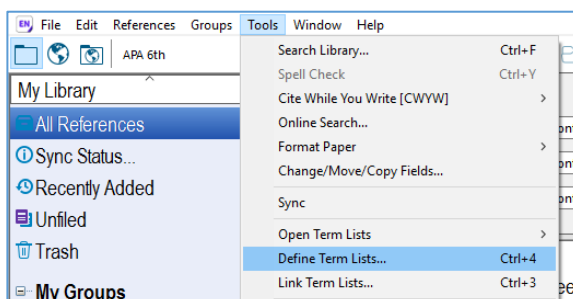 EN File Edit References Groups Tools Window Help
APA 6th
Search Library... Ctrl+F
Spell Check Ctrl+Y
My Library
Cite While You Write [CWYW]
All References
Online Search...
Format Paper
Sync Status...
Change/Move/Copy Fields...
Recently Added
Sync
Unfiled
Open Term Lists
Trash
Define Term Lists... Ctrl+4
Link Term Lists... Ctrl+3
My Groups